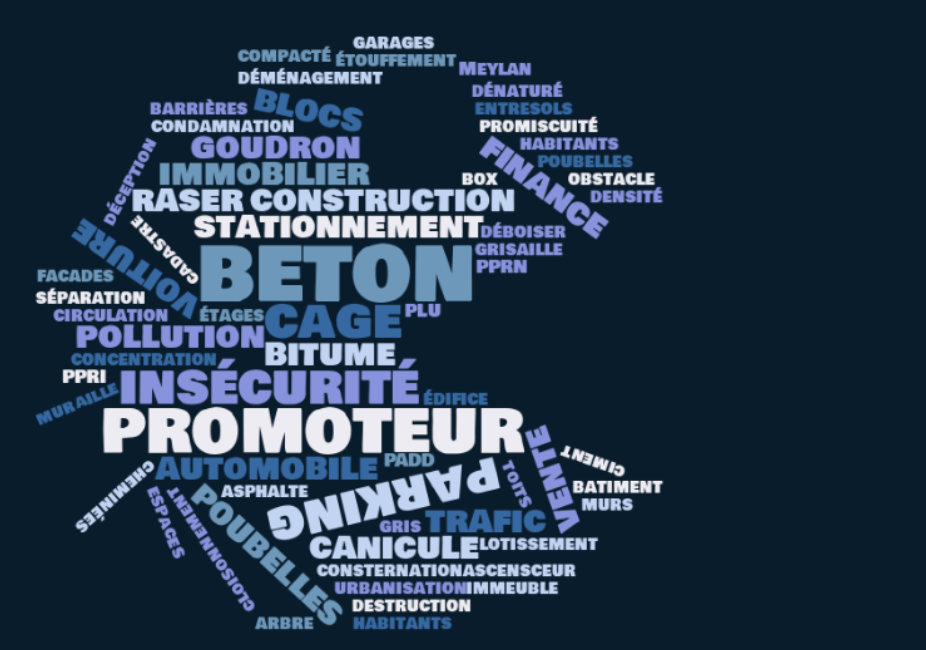 GARAGES
COMPACTÉ
ÉTOUFFEMENT
MEYLAN
DÉMÉNAGEMENT
DÉNATURÉ
BARRIÈRES
BLOCS
ENTRESOLS
CONDAMNATION
PROMISCUITÉ
GOUDRON
HABITANTS
FINANCE
POUBELLES
IMMOBILIER
BOX
OBSTACLE
DÉCEPTION
RASER CONSTRUCTION
DENSITÉ
STATIONNEMENT
DÉBOISER
CADASTRE
VOITURE
GRISAILLE
BETON
PPRN
FACADES
SÉPARATION
CIRCULATION
ÉTAGES
CAGE
PLU
POLLUTION
BITUME
CONCENTRATION
PPRI
INSÉCURITÉ
ÉDIFICE
MURAILLE
PROMOTEUR
VENTE
CIMENT
AUTOMOBILE
PADD
PARKING
TOITS
CHEMINÉES
ASPHALTE
BATIMENT
MURS
ESPACES
CLOISONNEMENT
POUBELLES
GRIS
TRAFIC
CANICULE
LOTISSEMENT
CONSTERNATION
ASCENSCEUR
URBANISATION
IMMEUBLE
DESTRUCTION
ARBRE
HABITANTS